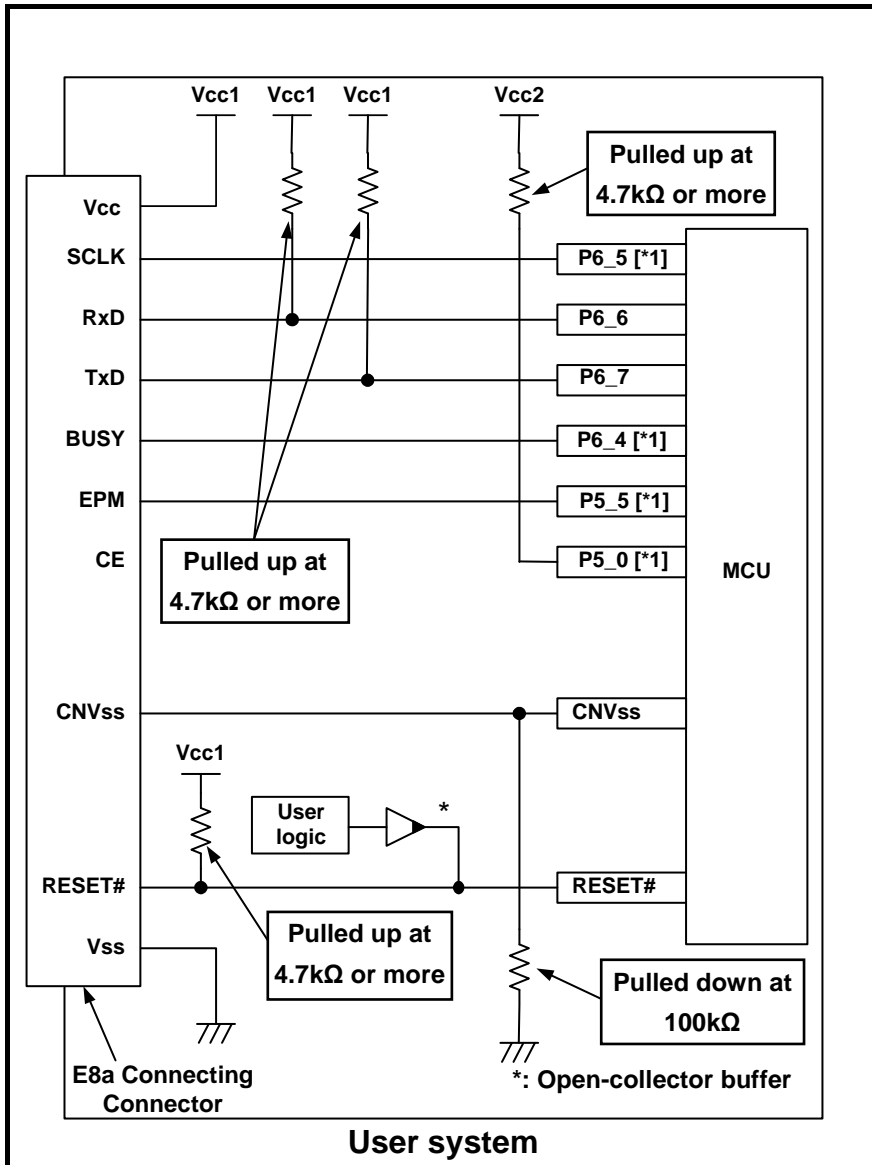 Vcc1 Vcc1 Vcc1 Vcc2
Pulled up at
4.7kΩ or more
Vcc
SCLK
P6_5 [*1]
RxD
P6_6
TxD
P6_7
BUSY
P6_4 [*1]
EPM
P5_5 [*1]
CE
Pulled up at
4.7kΩ or more
P5_0 [*1]
MCU
CNVss
CNVss
Vcc1
User
logic
*
RESET#
RESET#
Vss
Pulled up at
4.7kΩ or more
Pulled down at
100kΩ
E8a Connecting
Connector
*: Open-collector buffer
User system